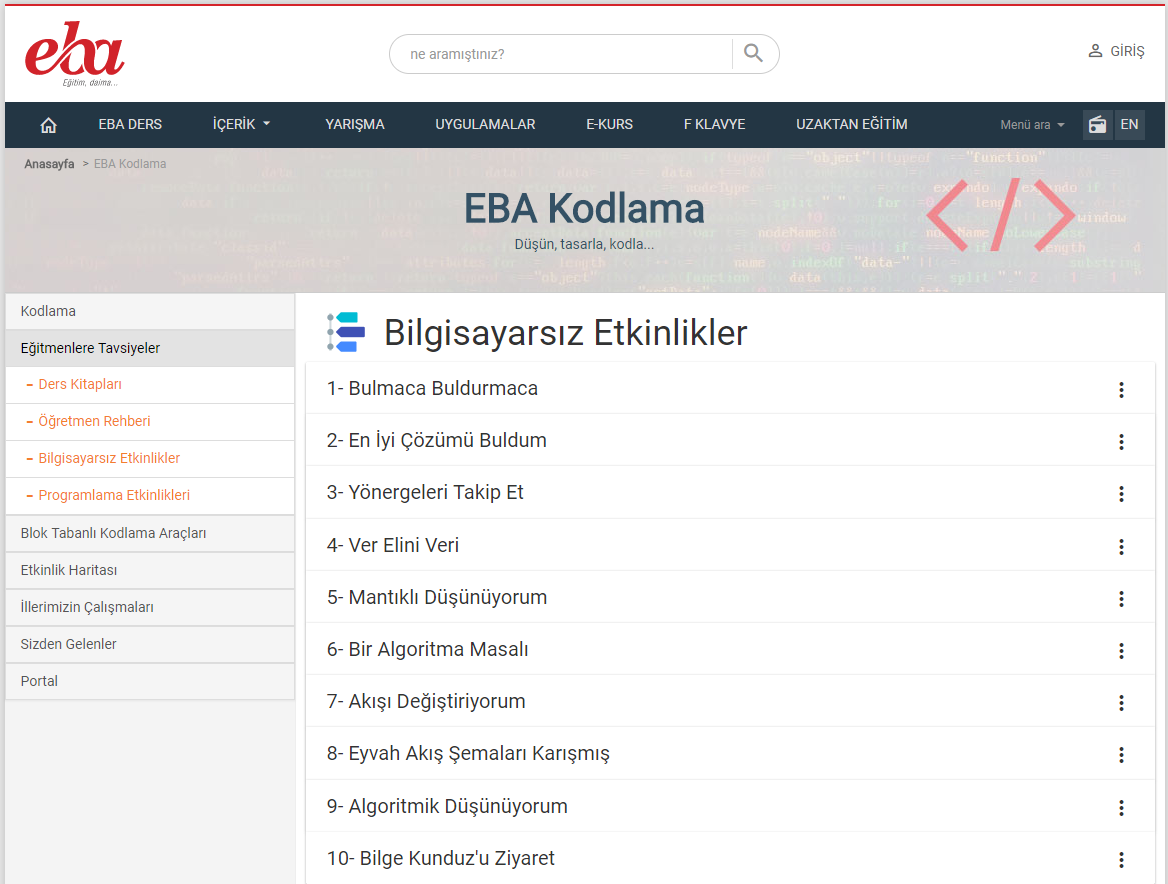 eba
Eğitim, daima...
ne aramıştınız?
GİRİŞ
EBA DERS
İÇERİK
YARIŞMA
UYGULAMALAR
E-KURS
F KLAVYE
UZAKTAN EĞİTİM
Menü ara
EN
Anasayfa > EBA Kodlama
EBA Kodlama
Düşün, tasarla, kodla...
</>
Kodlama
Eğitmenlere Tavsiyeler
– Ders Kitapları
– Öğretmen Rehberi
– Bilgisayarsız Etkinlikler
– Programlama Etkinlikleri
Blok Tabanlı Kodlama Araçları
Etkinlik Haritası
İllerimizin Çalışmaları
Sizden Gelenler
Portal
Bilgisayarsız Etkinlikler
1- Bulmaca Buldurmaca
2- En İyi Çözümü Buldum
3- Yönergeleri Takip Et
4- Ver Elini Veri
5- Mantıklı Düşünüyorum
6- Bir Algoritma Masalı
7- Akışı Değiştiriyorum
8- Eyvah Akış Şemaları Karışmış
9- Algoritmik Düşünüyorum
10- Bilge Kunduz'u Ziyaret